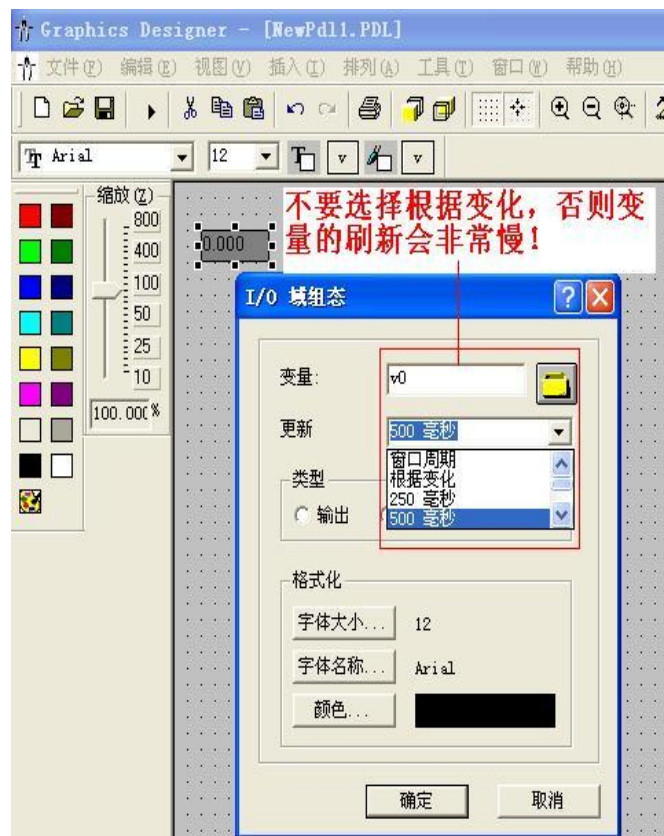 Graphics Designer - [NewPdl1.PDL]
文件(F) 编辑(E) 视图(V) 插入(I) 排列(A) 工具(T) 窗口(W) 帮助(H)
Arial 12
缩放(Z)
800
400
100
50
25
10
100.000 %
0.000
不要选择根据变化，否则变
量的刷新会非常慢！
I/O 域组态
变量: v0
更新 500 毫秒
窗口周期
根据变化
250 毫秒
500 毫秒
类型
输出
格式化
字体大小... 12
字体名称... Arial
颜色...
确定 取消